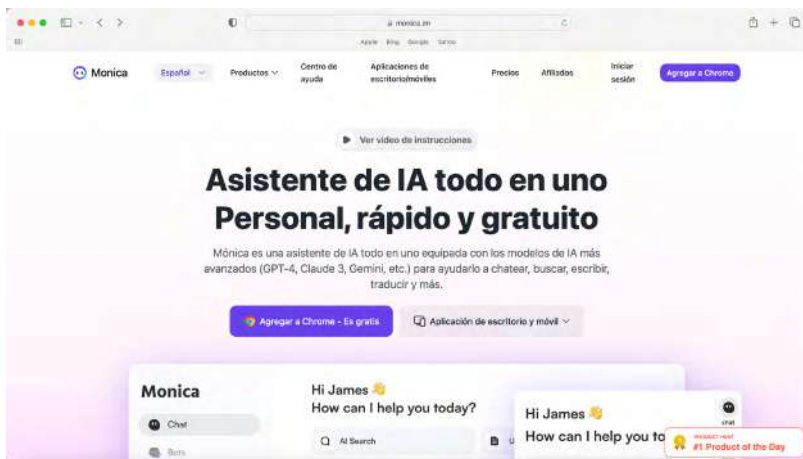 monica.im
Apple Bing Google Yahoo
Monica
Español
Productos
Centro de ayuda
Aplicaciones de escritorio/móviles
Precios
Afiliados
Iniciar sesión
Agregar a Chrome
Ver video de instrucciones
Asistente de IA todo en uno
Personal, rápido y gratuito
Mónica es una asistente de IA todo en uno equipada con los modelos de IA más
avanzados (GPT-4, Claude 3, Gemini, etc.) para ayudarlo a chatear, buscar, escribir,
traducir y más.
Agregar a Chrome - Es gratis
Aplicación de escritorio y móvil
Monica
Chat
Bots
Hi James 👋
How can I help you today?
AI Search
Hi James 👋
How can I help you to
chat
PRODUCT HUNT
#1 Product of the Day